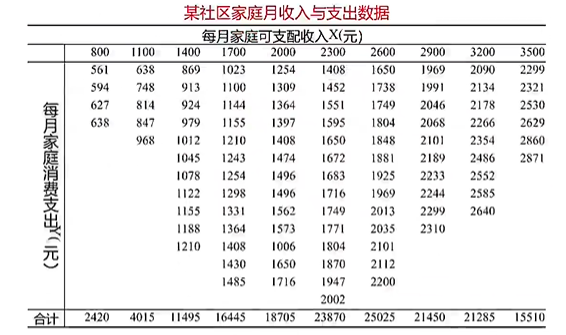 某社区家庭月收入与支出数据
每月家庭可支配收入X(元)
800 1100 1400 1700 2000 2300 2600 2900 3200 3500
每月家庭消费支出Y(元)
561 638 869 1023 1254 1408 1650 1969 2090 2299
594 748 913 1100 1309 1452 1738 1991 2134 2321
627 814 924 1144 1364 1551 1749 2046 2178 2530
638 847 979 1155 1397 1595 1804 2068 2266 2629
968 1012 1210 1408 1650 1848 2101 2354 2860
1045 1243 1474 1672 1881 2189 2486 2871
1078 1254 1496 1683 1925 2233 2552
1122 1298 1496 1716 1969 2244 2585
1155 1331 1562 1749 2013 2299 2640
1188 1364 1573 1771 2035 2310
1210 1408 1006 1804 2101
1430 1650 1870 2112
1485 1716 1947 2200
2002
合计 2420 4015 11495 16445 18705 23870 25025 21450 21285 15510